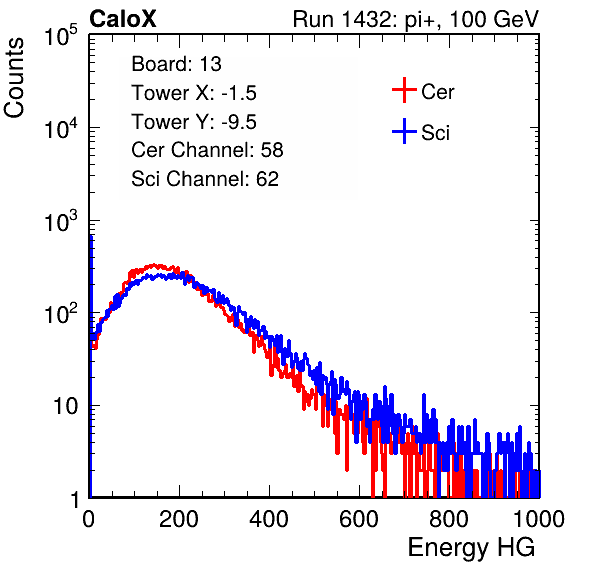 CaloX Run 1432: pi+, 100 GeV
Counts
Board: 13
Tower X: -1.5
Tower Y: -9.5
Cer Channel: 58
Sci Channel: 62
Cer
Sci
10^5
10^4
10^3
10^2
10
1
0 200 400 600 800 1000
Energy HG